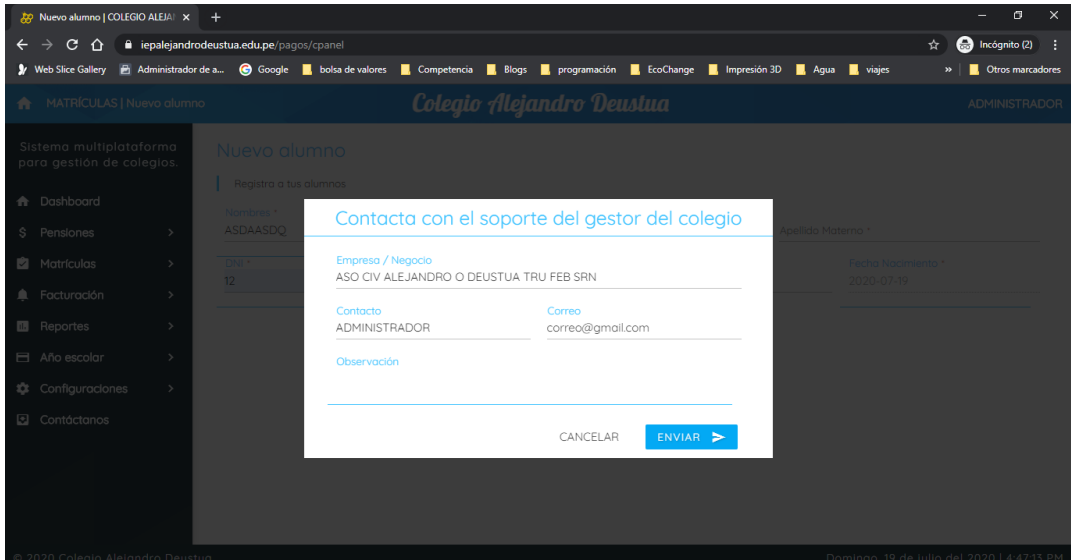 Nuevo alumno | COLEGIO ALEJAN
iepalejandrodeustua.edu.pe/pagos/cpanel
Incógnito (2)
Web Slice Gallery Administrador de a... Google bolsa de valores Competencia Blogs programación EcoChange Impresión 3D Agua viajes » Otros marcadores
MATRÍCULAS | Nuevo alumno Colegio Alejandro Deustua ADMINISTRADOR
Sistema multiplataforma
para gestión de colegios.
Dashboard
Pensiones
Matrículas
Facturación
Reportes
Año escolar
Configuraciones
Contáctanos
Nuevo alumno
Registra a tus alumnos
Nombres *
ASDAASDQ
Apellido Materno *
DNI *
12
Fecha Nacimiento *
2020-07-19
Contacta con el soporte del gestor del colegio
Empresa / Negocio
ASO CIV ALEJANDRO O DEUSTUA TRU FEB SRN
Contacto Correo
ADMINISTRADOR correo@gmail.com
Observación
CANCELAR ENVIAR
© 2020 Colegio Alejandro Deustua Domingo, 19 de julio del 2020 | 4:47:13 PM